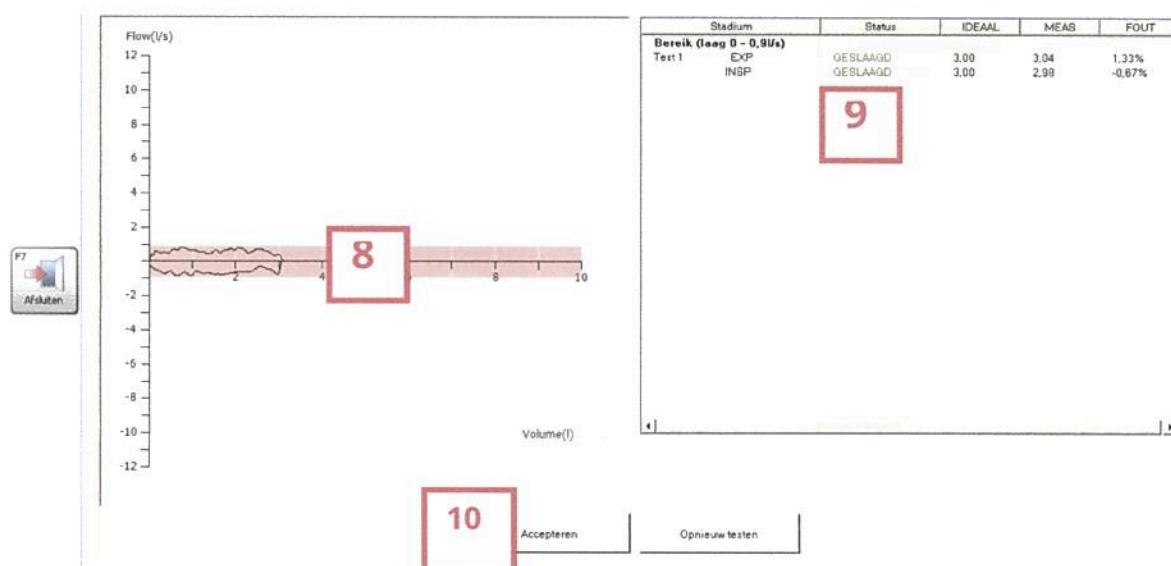 Flow(l/s)
12
10
8
6
4
2
2
4
8
10
-2
-4
-6
-8
-10
-12
Volume(l)
8
F7
Afsluiten
Stadium Status IDEAAL MEAS FOUT
Bereik (laag 0 - 0,9l/s)
Test 1 EXP GESLAAGD 3,00 3,04 1,33%
INSP GESLAAGD 3,00 2,98 -0,67%
9
10
Accepteren
Opnieuw testen